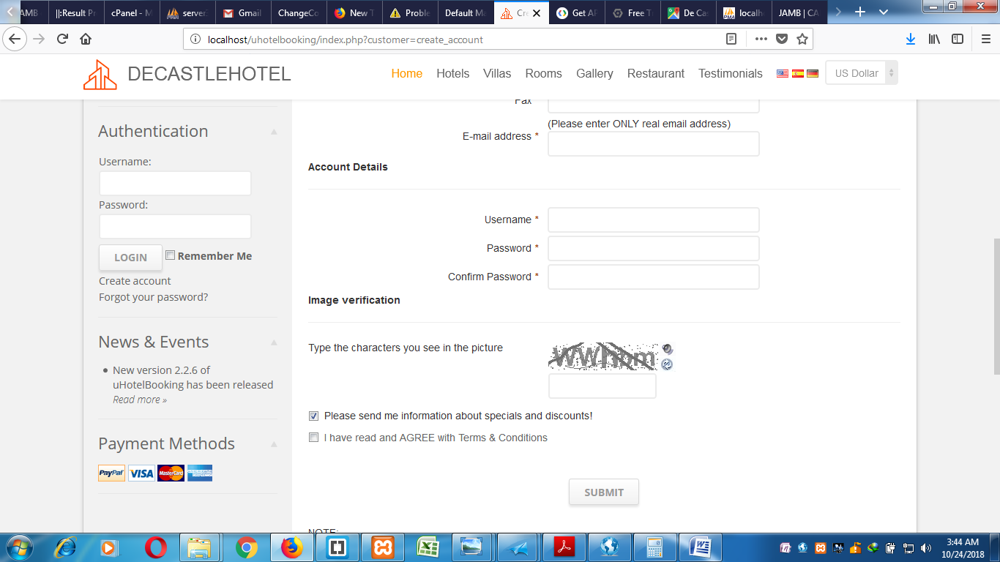 AMB
||:Result P
cPanel - M
server:
Gmail
ChangeCo
New T
Proble
Default Ma
Cre
Get AP
Free T
De Cas
localh
JAMB | CA
localhost/uhotelbooking/index.php?customer=create_account
DECASTLEHOTEL
Home Hotels Villas Rooms Gallery Restaurant Testimonials US Dollar
Authentication
Username:
Password:
LOGIN Remember Me
Create account
Forgot your password?
News & Events
New version 2.2.6 of
uHotelBooking has been released
Read more »
Payment Methods
PayPal VISA MasterCard
Fax
(Please enter ONLY real email address)
E-mail address *
Account Details
Username *
Password *
Confirm Password *
Image verification
Type the characters you see in the picture
Please send me information about specials and discounts!
I have read and AGREE with Terms & Conditions
SUBMIT
NOTE:
3:44 AM
10/24/2018